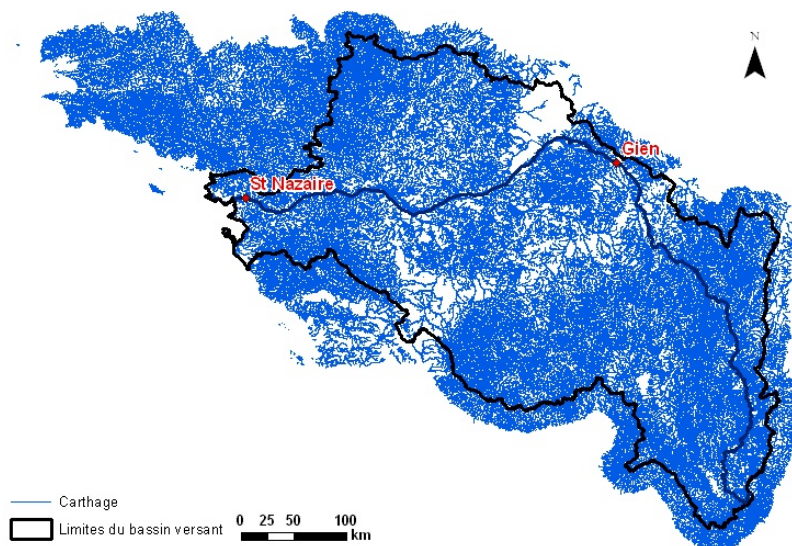 N
Gien
St Nazaire
Carthage
Limites du bassin versant
0 25 50 100
km